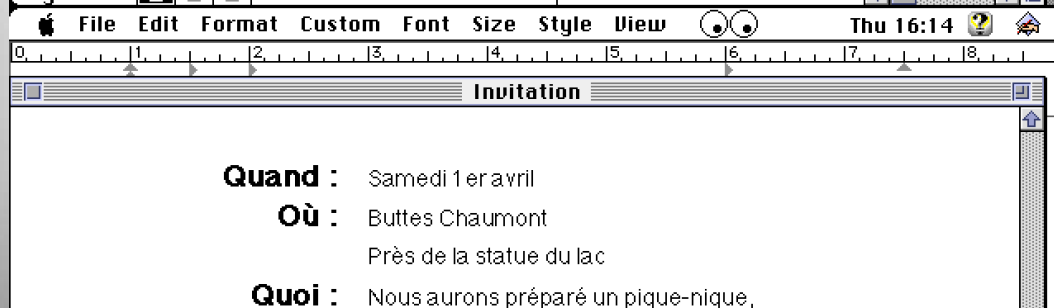 File Edit Format Custom Font Size Style View Thu 16:14
0 1 2 3 4 5 6 7 8
Invitation
Quand : Samedi 1er avril
Où : Buttes Chaumont
Près de la statue du lac
Quoi : Nous aurons préparé un pique-nique,